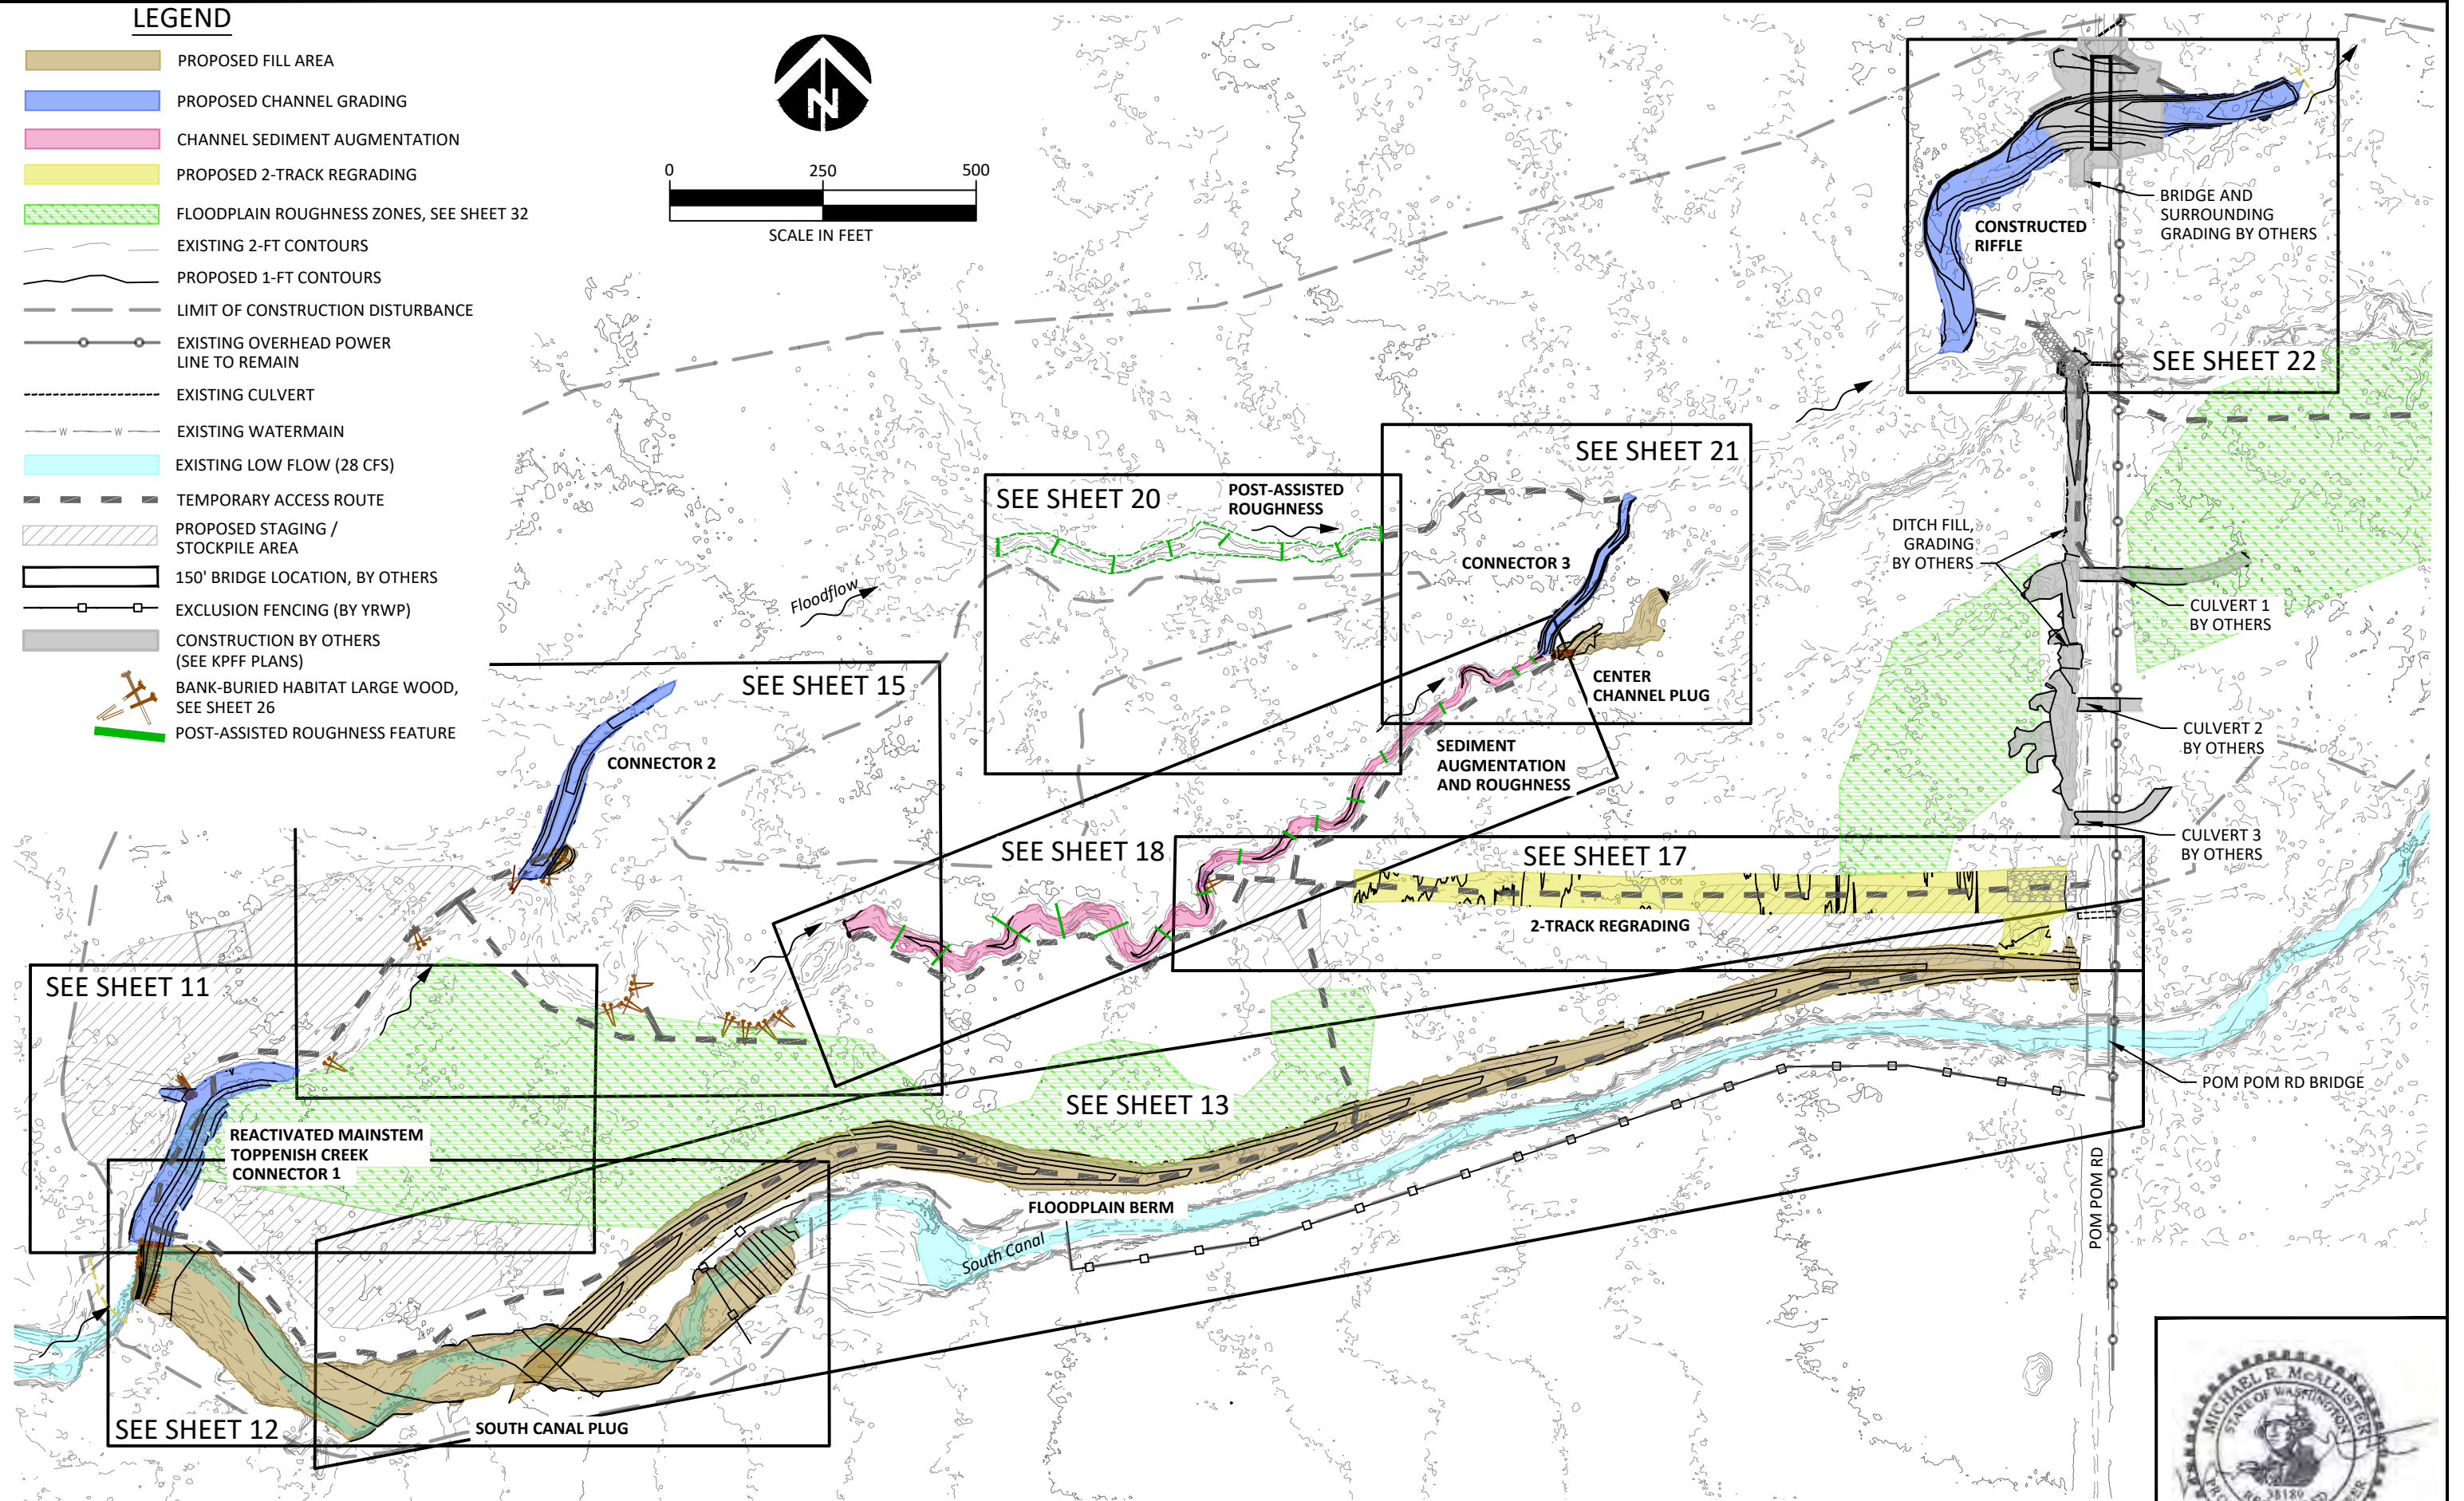 LEGEND
PROPOSED FILL AREA
PROPOSED CHANNEL GRADING
CHANNEL SEDIMENT AUGMENTATION
PROPOSED 2-TRACK REGRADING
FLOODPLAIN ROUGHNESS ZONES, SEE SHEET 32
EXISTING 2-FT CONTOURS
PROPOSED 1-FT CONTOURS
LIMIT OF CONSTRUCTION DISTURBANCE
EXISTING OVERHEAD POWER
LINE TO REMAIN
EXISTING CULVERT
W W
EXISTING WATERMAIN
EXISTING LOW FLOW (28 CFS)
TEMPORARY ACCESS ROUTE
PROPOSED STAGING /
STOCKPILE AREA
150' BRIDGE LOCATION, BY OTHERS
EXCLUSION FENCING (BY YRWP)
CONSTRUCTION BY OTHERS
(SEE KPFF PLANS)
BANK-BURIED HABITAT LARGE WOOD,
SEE SHEET 26
POST-ASSISTED ROUGHNESS FEATURE
N
0 250 500
SCALE IN FEET
BRIDGE AND
SURROUNDING
GRADING BY OTHERS
CONSTRUCTED
RIFFLE
SEE SHEET 22
SEE SHEET 21
SEE SHEET 20
POST-ASSISTED
ROUGHNESS
CONNECTOR 3
DITCH FILL,
GRADING
BY OTHERS
CULVERT 1
BY OTHERS
Floodflow
CENTER
CHANNEL PLUG
SEE SHEET 15
CULVERT 2
BY OTHERS
CONNECTOR 2
SEDIMENT
AUGMENTATION
AND ROUGHNESS
CULVERT 3
BY OTHERS
SEE SHEET 18
SEE SHEET 17
2-TRACK REGRADING
SEE SHEET 11
SEE SHEET 13
POM POM RD BRIDGE
REACTIVATED MAINSTEM
TOPPENISH CREEK
CONNECTOR 1
FLOODPLAIN BERM
South Canal
POM POM RD
SEE SHEET 12
SOUTH CANAL PLUG
MICHAEL R. McALLISTER
STATE OF WASHINGTON
38189